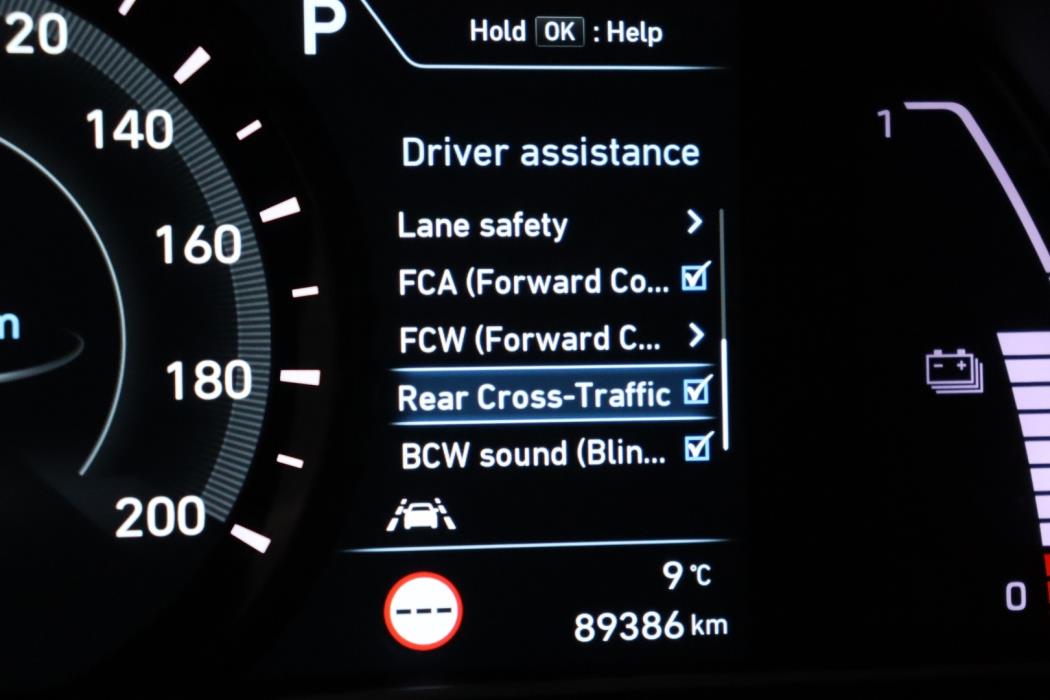 P
Hold OK : Help
20
140
160
180
200
m
Driver assistance
Lane safety
FCA (Forward Co...
FCW (Forward C...
Rear Cross-Traffic
BCW sound (Blin...
---
9 °C
89386 km
1
0